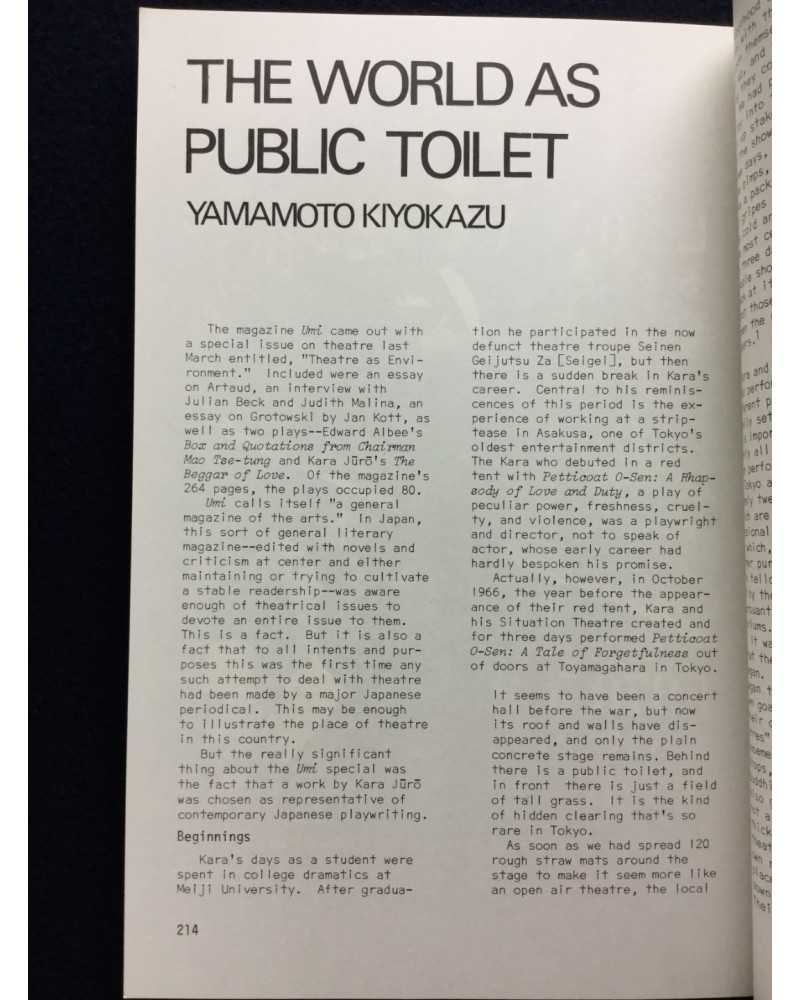 THE WORLD AS
PUBLIC TOILET
YAMAMOTO KIYOKAZU
The magazine Umi came out with
a special issue on theatre last
March entitled, "Theatre as Envi-
ronment." Included were an essay
on Artaud, an interview with
Julian Beck and Judith Malina, an
essay on Grotowski by Jan Kott, as
well as two plays--Edward Albee's
Box and Quotations from Chairman
Mao Tse-tung and Kara Jūrō's The
Beggar of Love. Of the magazine's
264 pages, the plays occupied 80.
Umi calls itself "a general
magazine of the arts." In Japan,
this sort of general literary
magazine--edited with novels and
criticism at center and either
maintaining or trying to cultivate
a stable readership--was aware
enough of theatrical issues to
devote an entire issue to them.
This is a fact. But it is also a
fact that to all intents and pur-
poses this was the first time any
such attempt to deal with theatre
had been made by a major Japanese
periodical. This may be enough
to illustrate the place of theatre
in this country.
But the really significant
thing about the Umi special was
the fact that a work by Kara Jūrō
was chosen as representative of
contemporary Japanese playwriting.
Beginnings
Kara's days as a student were
spent in college dramatics at
Meiji University. After gradua-
tion he participated in the now
defunct theatre troupe Seinen
Geijutsu Za [Seigei], but then
there is a sudden break in Kara's
career. Central to his reminis-
cences of this period is the ex-
perience of working at a strip-
tease in Asakusa, one of Tokyo's
oldest entertainment districts.
The Kara who debuted in a red
tent with Petticoat O-Sen: A Rhap-
sody of Love and Duty, a play of
peculiar power, freshness, cruel-
ty, and violence, was a playwright
and director, not to speak of
actor, whose early career had
hardly bespoken his promise.
Actually, however, in October
1966, the year before the appear-
ance of their red tent, Kara and
his Situation Theatre created and
for three days performed Petticoat
O-Sen: A Tale of Forgetfulness out
of doors at Toyamagahara in Tokyo.
It seems to have been a concert
hall before the war, but now
its roof and walls have dis-
appeared, and only the plain
concrete stage remains. Behind
there is a public toilet, and
in front there is just a field
of tall grass. It is the kind
of hidden clearing that's so
rare in Tokyo.
As soon as we had spread 120
rough straw mats around the
stage to make it seem more like
an open air theatre, the local
214